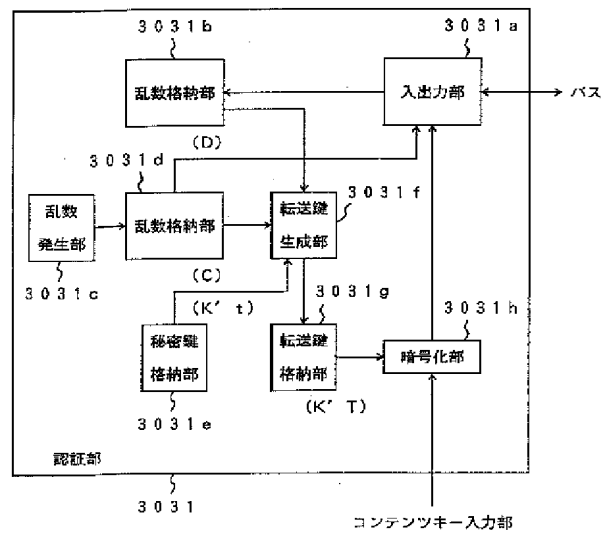 3031b
3031a
乱数格納部
入出力部
バス
(D)
3031d
3031f
乱数
発生部
乱数格納部
転送鍵
生成部
3031c
(C)
(K't)
3031g
3031h
秘密鍵
格納部
転送鍵
格納部
暗号化部
(K'T)
3031e
認証部
3031
コンテンツキー入力部